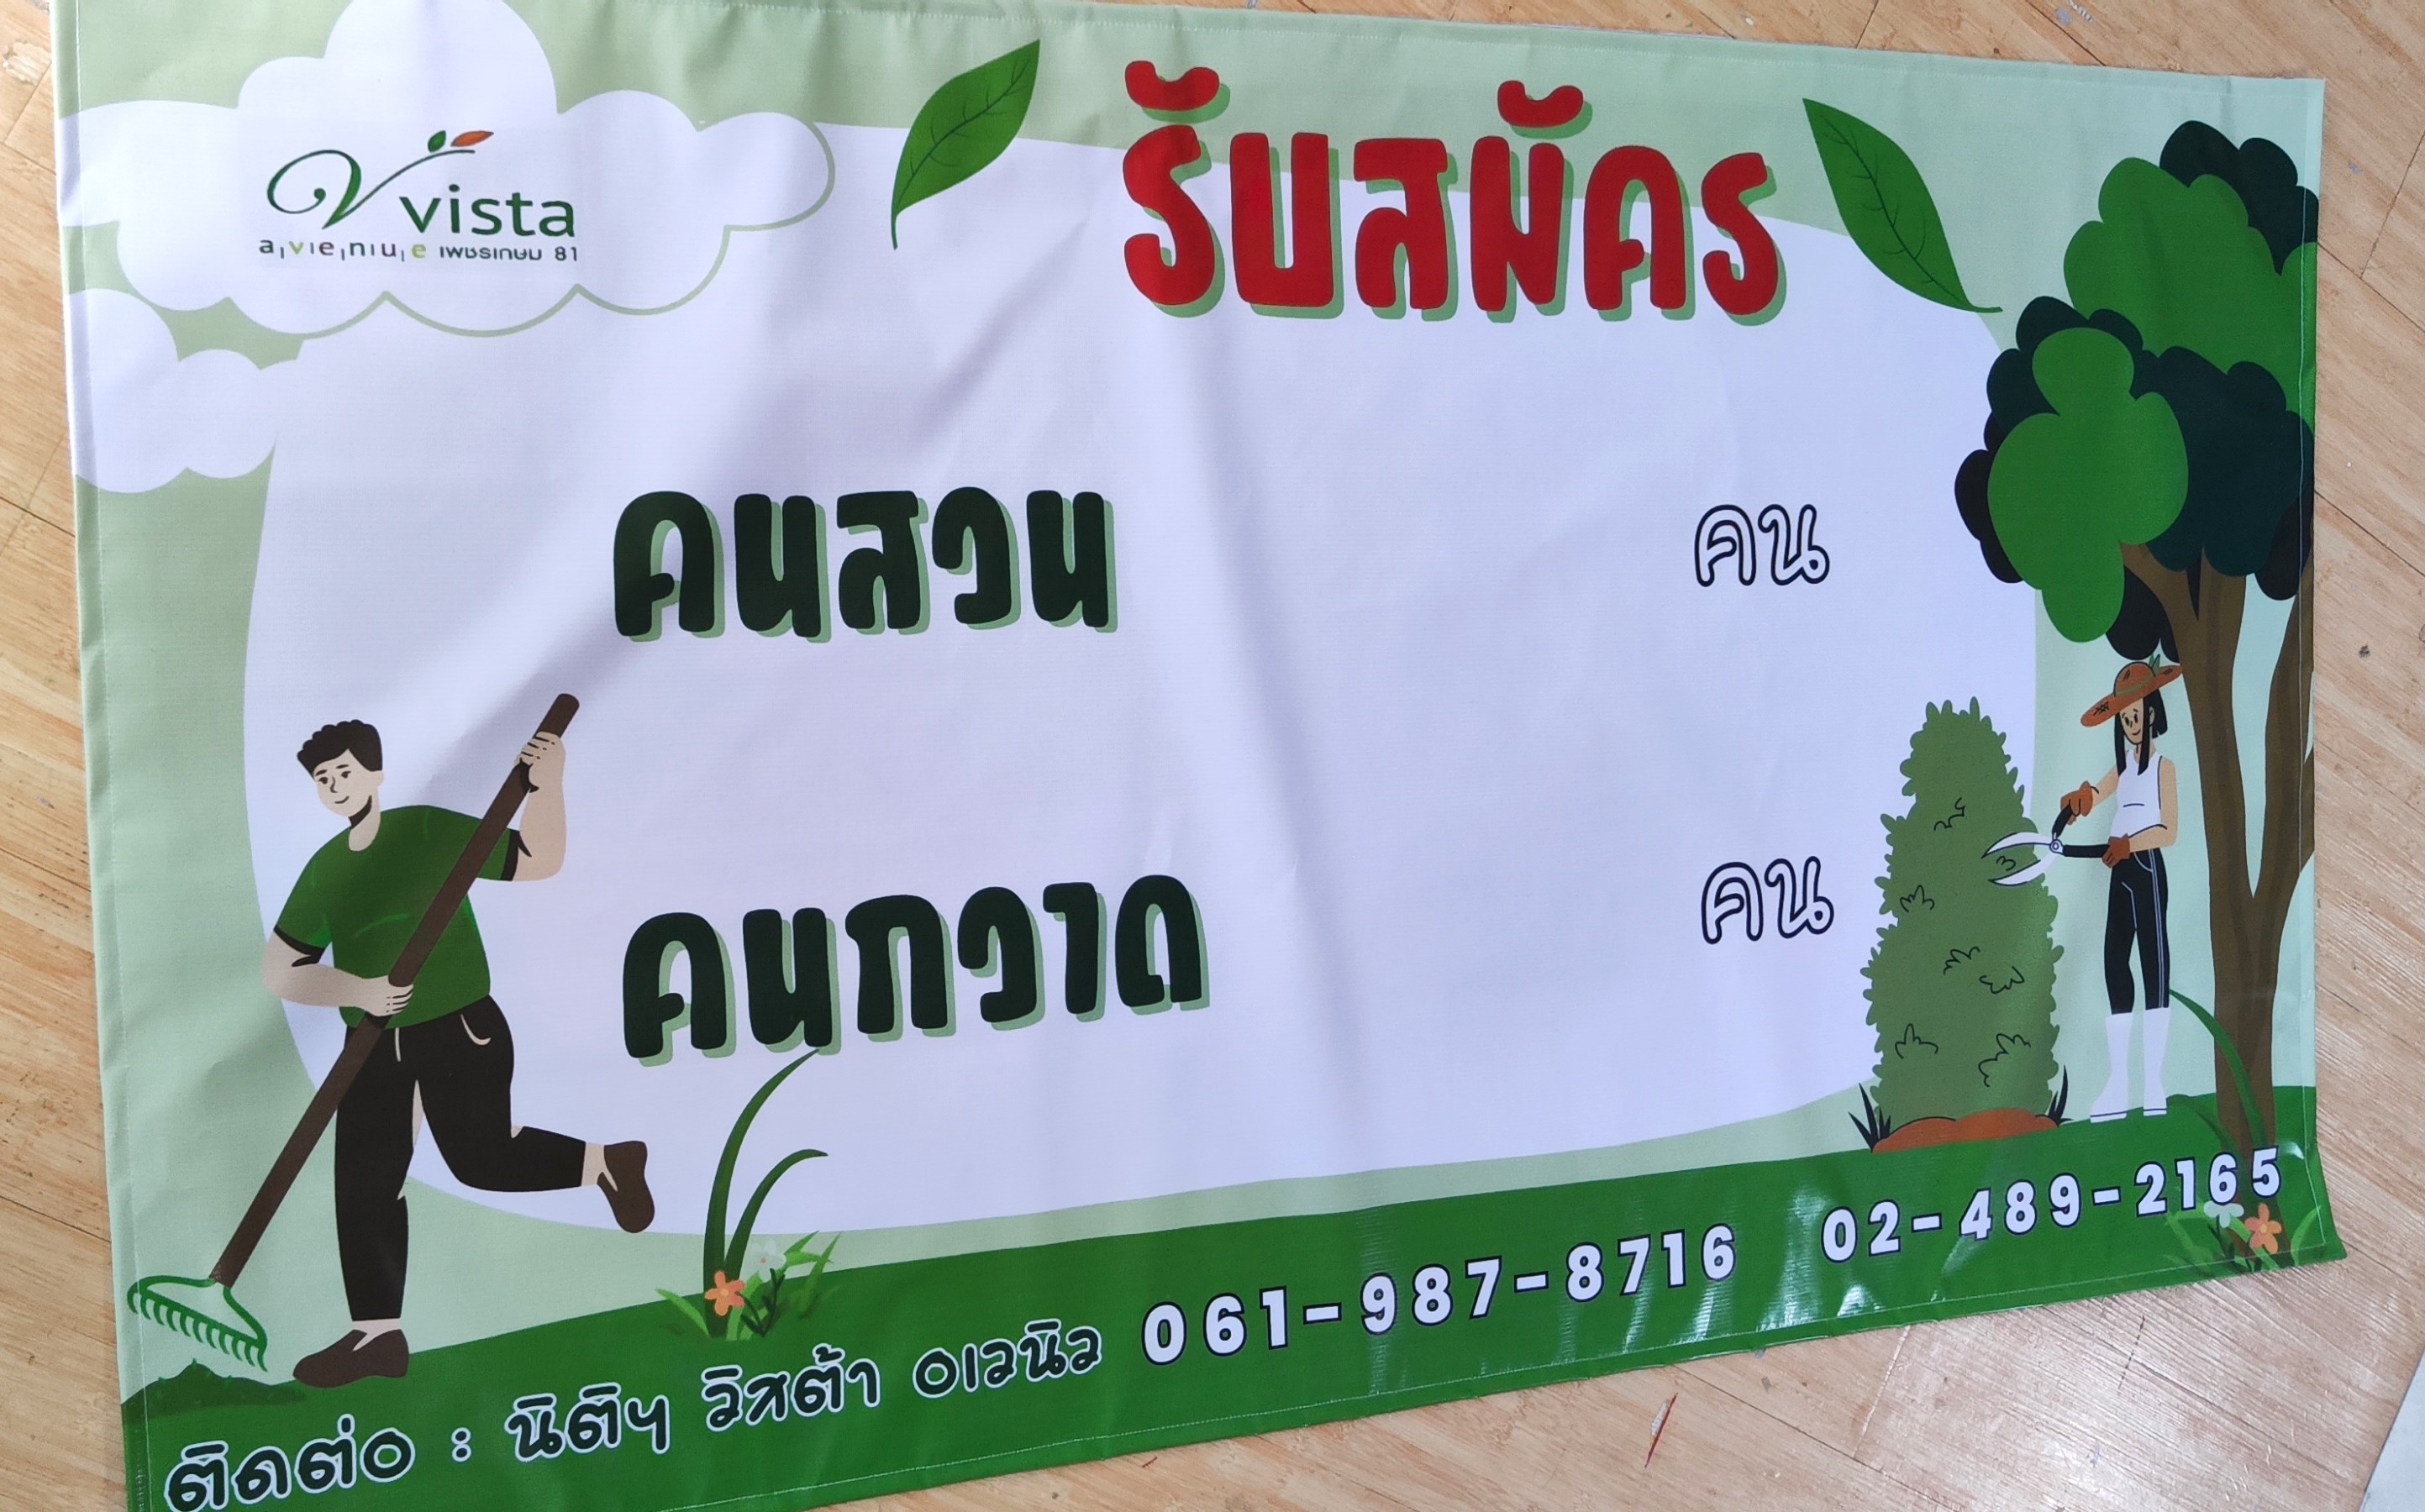 vista
avenue เพชรเกษม 81
รับสมัคร
คนสวน คน
คนกวาด คน
ติดต่อ : นิติฯ วิสต้า อเวนิว 061-987-8716 02-489-2165